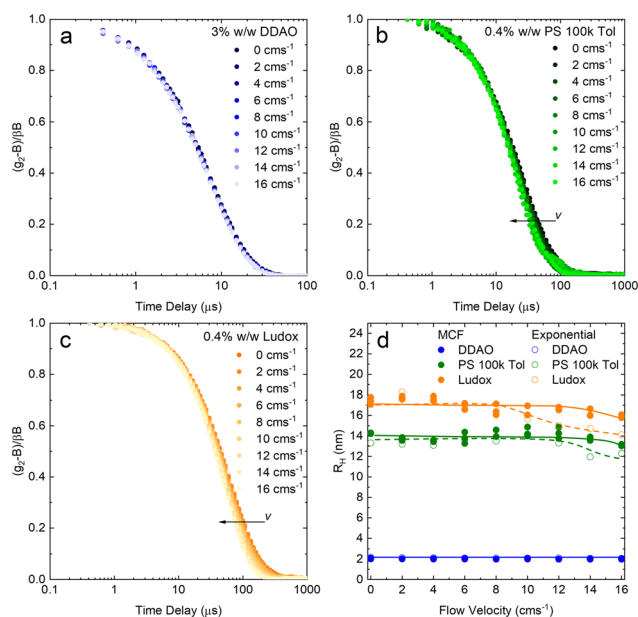 a
3% w/w DDAO
0 cms-1
2 cms-1
4 cms-1
6 cms-1
8 cms-1
10 cms-1
12 cms-1
14 cms-1
16 cms-1
(g2-B)/βB
1.0
0.8
0.6
0.4
0.2
0.0
0.1 1 10 100
Time Delay (μs)
b
0.4% w/w PS 100k Tol
0 cms-1
2 cms-1
4 cms-1
6 cms-1
8 cms-1
10 cms-1
12 cms-1
14 cms-1
16 cms-1
v
(g2-B)/βB
1.0
0.8
0.6
0.4
0.2
0.0
0.1 1 10 100 1000
Time Delay (μs)
c
0.4% w/w Ludox
0 cms-1
2 cms-1
4 cms-1
6 cms-1
8 cms-1
10 cms-1
12 cms-1
14 cms-1
16 cms-1
v
(g2-B)/βB
1.0
0.8
0.6
0.4
0.2
0.0
0.1 1 10 100 1000
Time Delay (μs)
d
MCF Exponential
DDAO DDAO
PS 100k Tol PS 100k Tol
Ludox Ludox
RH (nm)
24
22
20
18
16
14
12
10
8
6
4
2
0
0 2 4 6 8 10 12 14 16
Flow Velocity (cms-1)